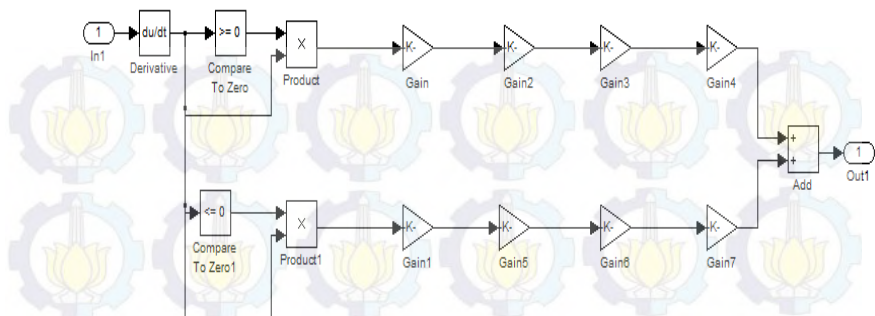 1
In1
du/dt
Derivative
>= 0
Compare
To Zero
X
Product
K-
Gain
K-
Gain2
K-
Gain3
K-
Gain4
<= 0
Compare
To Zero1
X
Product1
K-
Gain1
K-
Gain5
K-
Gain6
K-
Gain7
+
+
Add
1
Out1